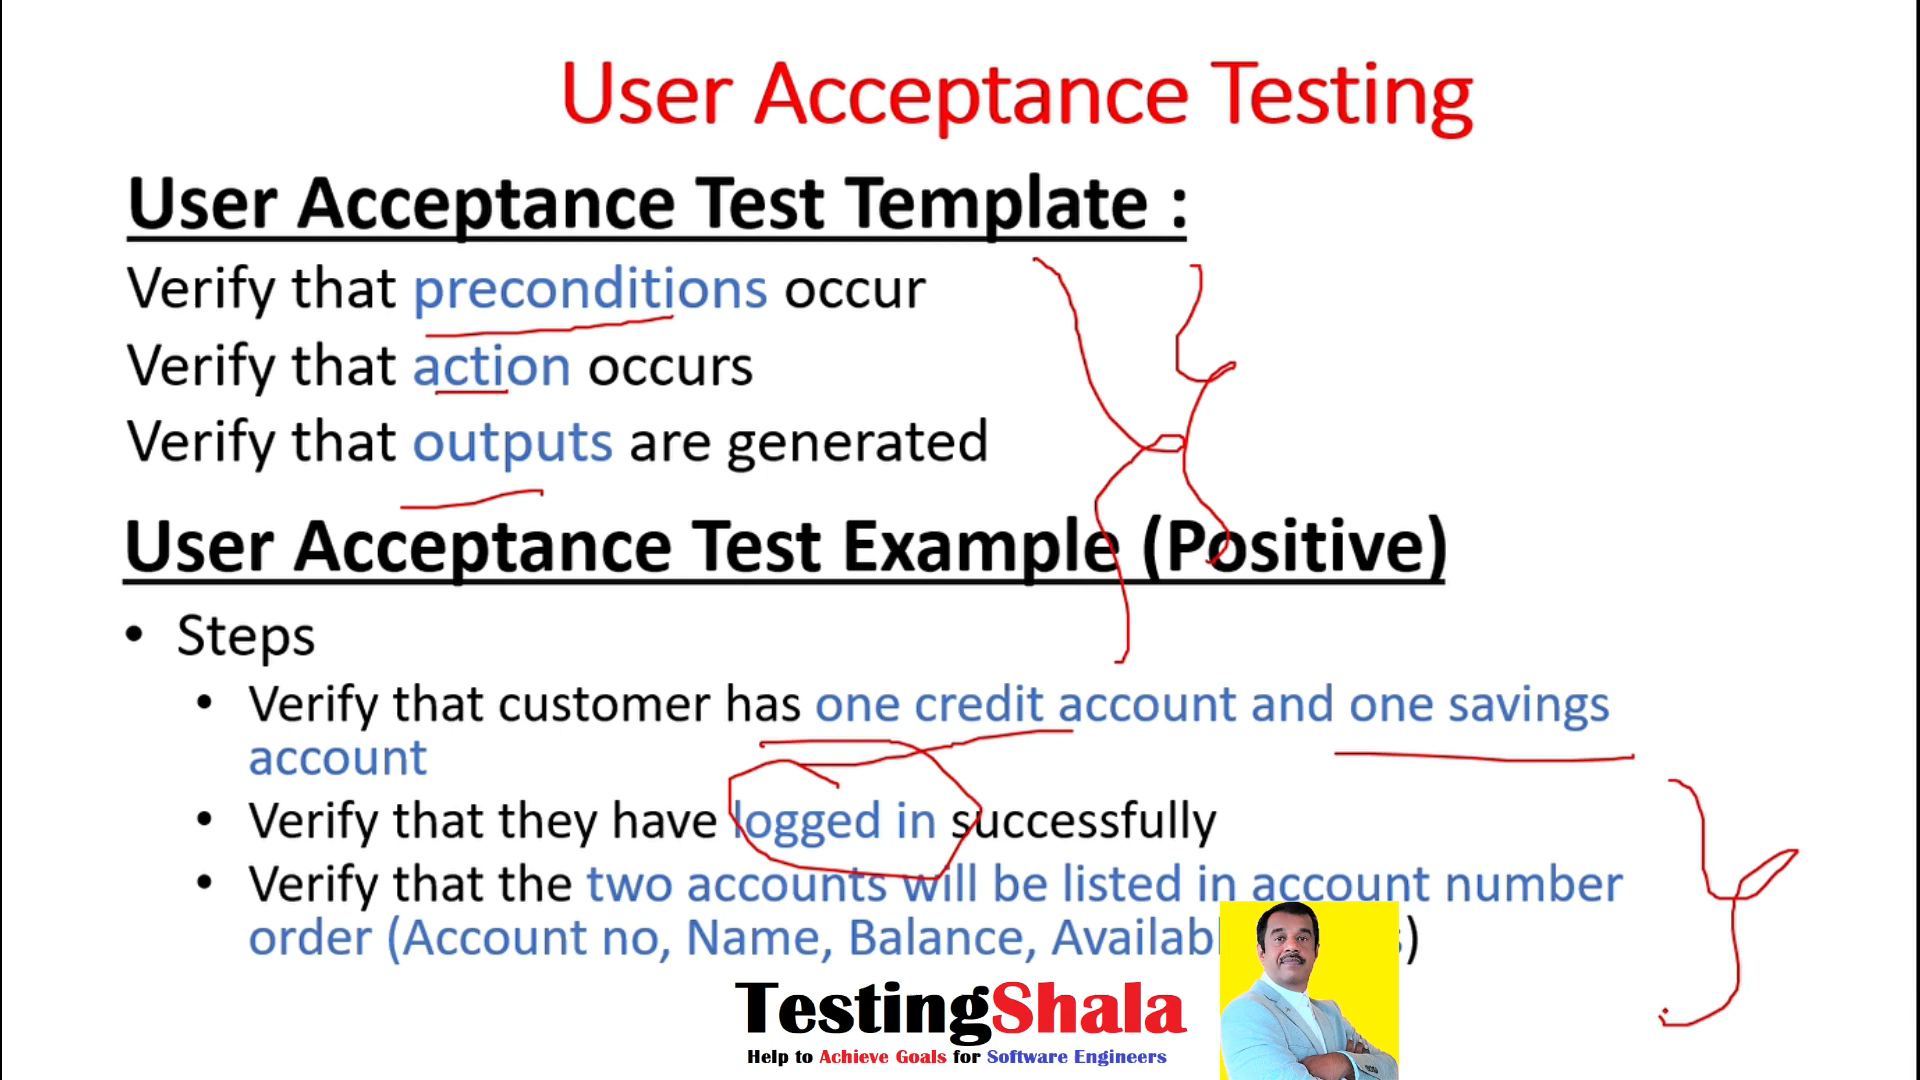 User Acceptance Testing
User Acceptance Test Template :
Verify that preconditions occur
Verify that action occurs
Verify that outputs are generated
User Acceptance Test Example (Positive)
• Steps
• Verify that customer has one credit account and one savings
account
• Verify that they have logged in successfully
• Verify that the two accounts will be listed in account number
order (Account no, Name, Balance, )
TestingShala
Help to Achieve Goals for Software Engineers